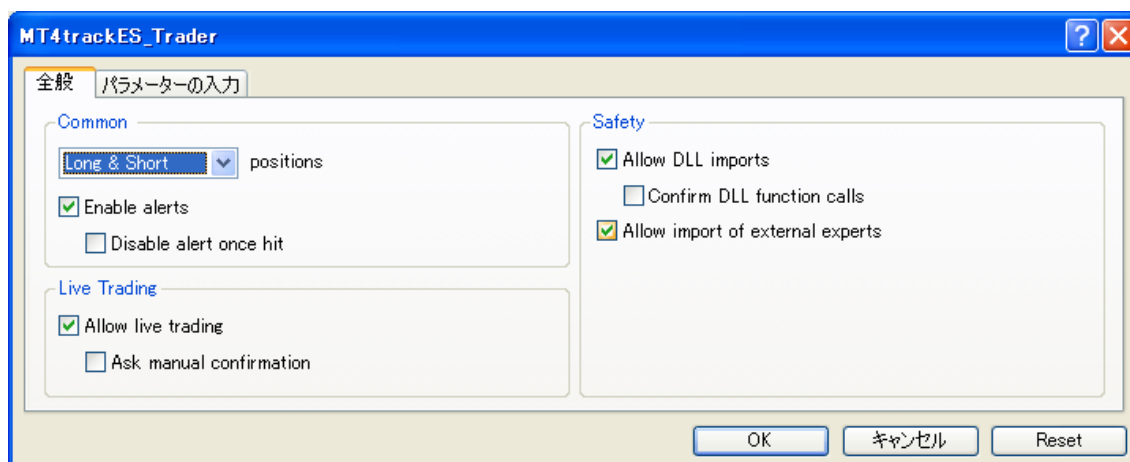 MT4trackES_Trader
全般
パラメーターの入力
Common
Long & Short
positions
Enable alerts
Disable alert once hit
Live Trading
Allow live trading
Ask manual confirmation
Safety
Allow DLL imports
Confirm DLL function calls
Allow import of external experts
OK
キャンセル
Reset